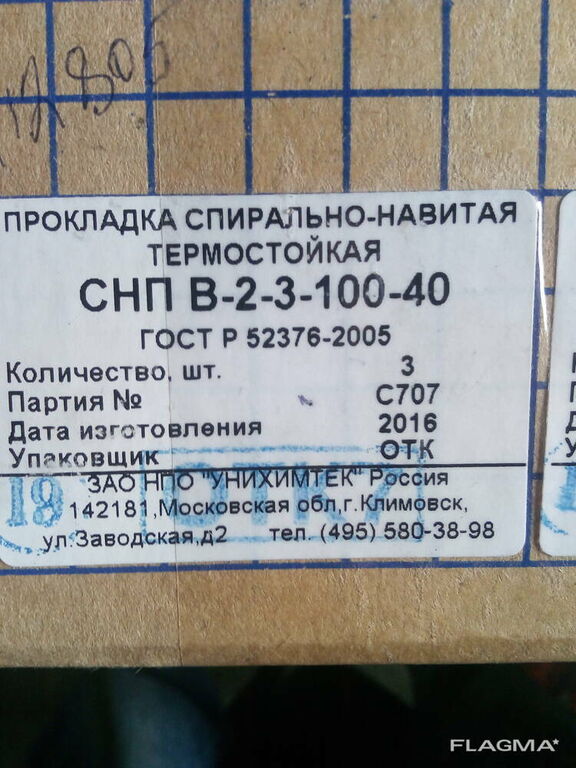 ПРОКЛАДКА СПИРАЛЬНО-НАВИТАЯ
ТЕРМОСТОЙКАЯ
СНП В-2-3-100-40
ГОСТ Р 52376-2005
Количество, шт. 3
Партия № С707
Дата изготовления 2016
Упаковщик ОТК
ЗАО НПО "УНИХИМТЕК" Россия
142181,Московская обл,г.Климовск,
ул.Заводская,д2 тел. (495) 580-38-98
19 ОТК
FLAGMA*